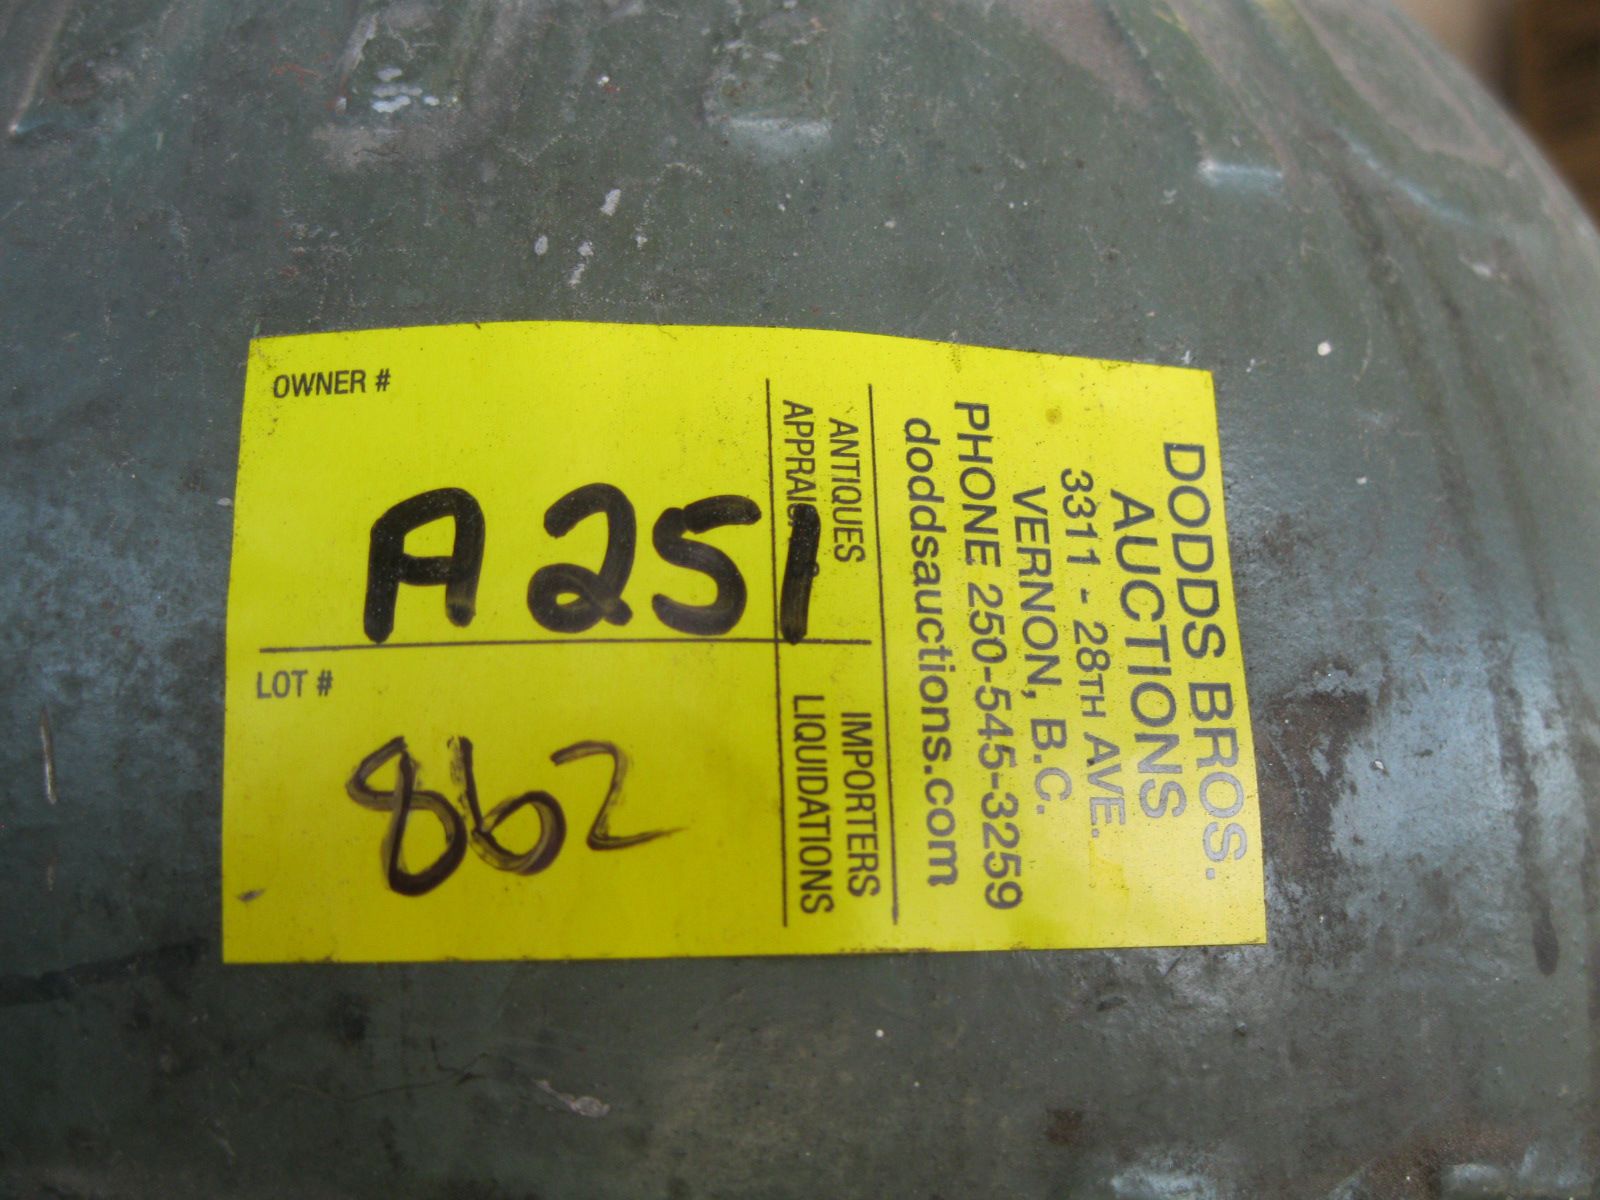 DODDS BROS.
AUCTIONS
3311 - 28TH AVE.
VERNON, B.C.
PHONE 250-545-3259
doddsauctions.com
ANTIQUES
IMPORTERS
LIQUIDATIONS
OWNER #
A251
LOT #
862